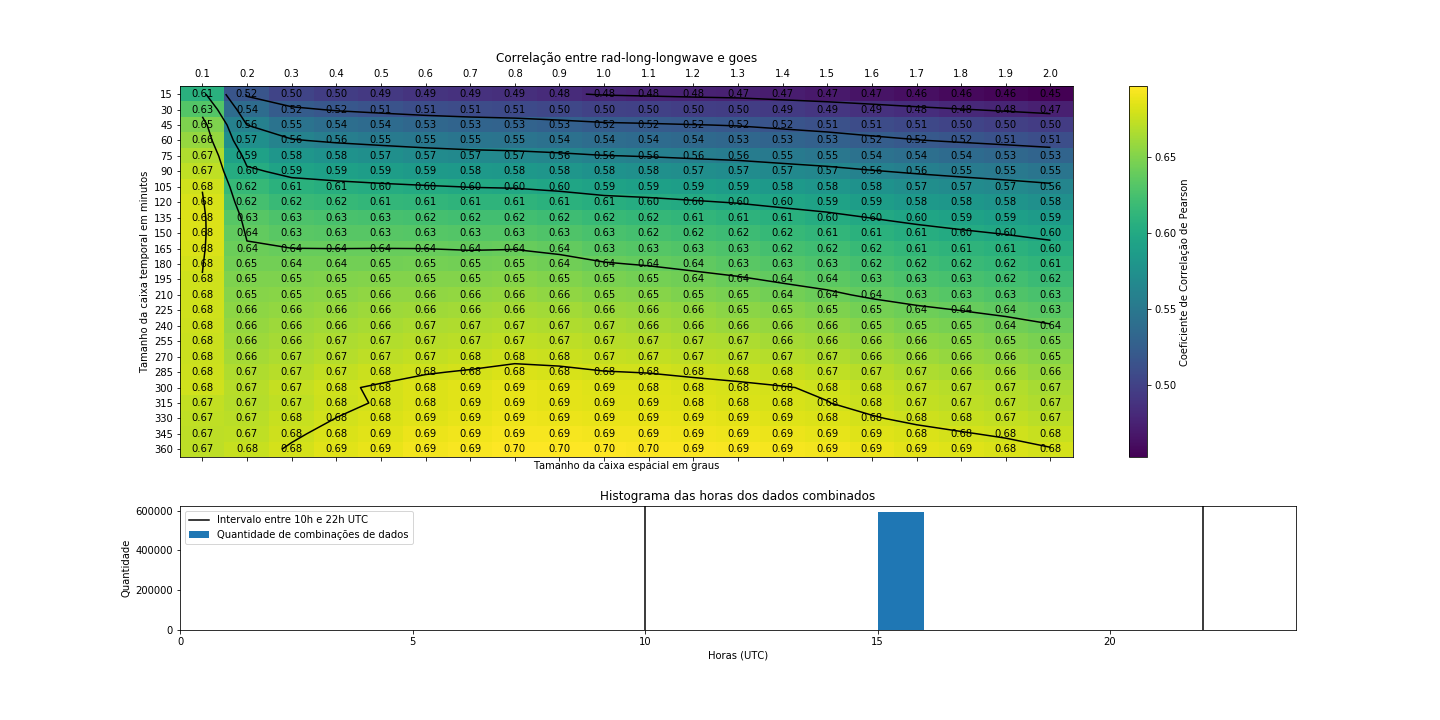 Correlação entre rad-long-longwave e goes
0.1 0.2 0.3 0.4 0.5 0.6 0.7 0.8 0.9 1.0 1.1 1.2 1.3 1.4 1.5 1.6 1.7 1.8 1.9 2.0
15 0.61 0.52 0.50 0.50 0.49 0.49 0.49 0.49 0.48 0.48 0.48 0.48 0.47 0.47 0.47 0.47 0.46 0.46 0.46 0.45
30 0.63 0.54 0.52 0.52 0.51 0.51 0.51 0.51 0.50 0.50 0.50 0.50 0.50 0.49 0.49 0.49 0.48 0.48 0.48 0.47
45 0.65 0.56 0.55 0.54 0.54 0.53 0.53 0.53 0.53 0.52 0.52 0.52 0.52 0.52 0.51 0.51 0.51 0.50 0.50 0.50
60 0.66 0.57 0.56 0.56 0.55 0.55 0.55 0.55 0.54 0.54 0.54 0.54 0.53 0.53 0.53 0.52 0.52 0.52 0.51 0.51
75 0.67 0.59 0.58 0.58 0.57 0.57 0.57 0.57 0.56 0.56 0.56 0.56 0.56 0.55 0.55 0.54 0.54 0.54 0.53 0.53
90 0.67 0.60 0.59 0.59 0.59 0.59 0.58 0.58 0.58 0.58 0.58 0.57 0.57 0.57 0.57 0.56 0.56 0.55 0.55 0.55
105 0.68 0.62 0.61 0.61 0.60 0.60 0.60 0.60 0.60 0.59 0.59 0.59 0.59 0.58 0.58 0.58 0.57 0.57 0.57 0.56
120 0.68 0.62 0.62 0.62 0.61 0.61 0.61 0.61 0.61 0.61 0.60 0.60 0.60 0.60 0.59 0.59 0.58 0.58 0.58 0.58
135 0.68 0.63 0.63 0.63 0.63 0.62 0.62 0.62 0.62 0.62 0.62 0.61 0.61 0.61 0.60 0.60 0.60 0.59 0.59 0.59
150 0.68 0.64 0.63 0.63 0.63 0.63 0.63 0.63 0.63 0.62 0.62 0.62 0.62 0.62 0.61 0.61 0.61 0.60 0.60 0.60
165 0.68 0.64 0.64 0.64 0.64 0.64 0.64 0.64 0.64 0.63 0.63 0.63 0.63 0.62 0.62 0.62 0.61 0.61 0.61 0.60
180 0.68 0.65 0.64 0.64 0.65 0.65 0.65 0.65 0.64 0.64 0.64 0.64 0.63 0.63 0.63 0.62 0.62 0.62 0.62 0.61
195 0.68 0.65 0.65 0.65 0.65 0.65 0.65 0.65 0.65 0.65 0.65 0.64 0.64 0.64 0.64 0.63 0.63 0.63 0.62 0.62
210 0.68 0.65 0.65 0.65 0.66 0.66 0.66 0.66 0.66 0.65 0.65 0.65 0.65 0.64 0.64 0.64 0.63 0.63 0.63 0.63
225 0.68 0.66 0.66 0.66 0.66 0.66 0.66 0.66 0.66 0.66 0.66 0.66 0.65 0.65 0.65 0.65 0.64 0.64 0.64 0.63
240 0.68 0.66 0.66 0.66 0.66 0.67 0.67 0.67 0.67 0.67 0.66 0.66 0.66 0.66 0.66 0.65 0.65 0.65 0.64 0.64
255 0.68 0.66 0.66 0.67 0.67 0.67 0.67 0.67 0.67 0.67 0.67 0.67 0.67 0.66 0.66 0.66 0.66 0.65 0.65 0.65
270 0.68 0.66 0.67 0.67 0.67 0.67 0.68 0.68 0.68 0.67 0.67 0.67 0.67 0.67 0.67 0.66 0.66 0.66 0.66 0.65
285 0.68 0.67 0.67 0.67 0.68 0.68 0.68 0.68 0.68 0.68 0.68 0.68 0.67 0.67 0.67 0.67 0.67 0.66 0.66 0.66
300 0.68 0.67 0.67 0.68 0.68 0.68 0.68 0.69 0.69 0.69 0.68 0.68 0.68 0.68 0.68 0.67 0.67 0.67 0.67 0.67
315 0.67 0.67 0.67 0.68 0.68 0.69 0.69 0.69 0.69 0.69 0.69 0.69 0.68 0.68 0.68 0.68 0.67 0.67 0.67 0.67
330 0.67 0.67 0.68 0.68 0.68 0.69 0.69 0.69 0.69 0.69 0.69 0.69 0.69 0.69 0.68 0.68 0.68 0.68 0.67 0.67
345 0.67 0.67 0.68 0.68 0.69 0.69 0.69 0.69 0.69 0.69 0.69 0.69 0.69 0.69 0.69 0.69 0.68 0.68 0.68 0.68
360 0.67 0.68 0.68 0.69 0.69 0.69 0.69 0.70 0.70 0.70 0.70 0.69 0.69 0.69 0.69 0.69 0.69 0.69 0.68 0.68
Tamanho da caixa temporal em minutos
Tamanho da caixa espacial em graus
0.65
0.60
0.55
0.50
Coeficiente de Correlação de Pearson
Histograma das horas dos dados combinados
Intervalo entre 10h e 22h UTC
Quantidade de combinações de dados
600000
400000
200000
0
Quantidade
0 5 10 15 20
Horas (UTC)